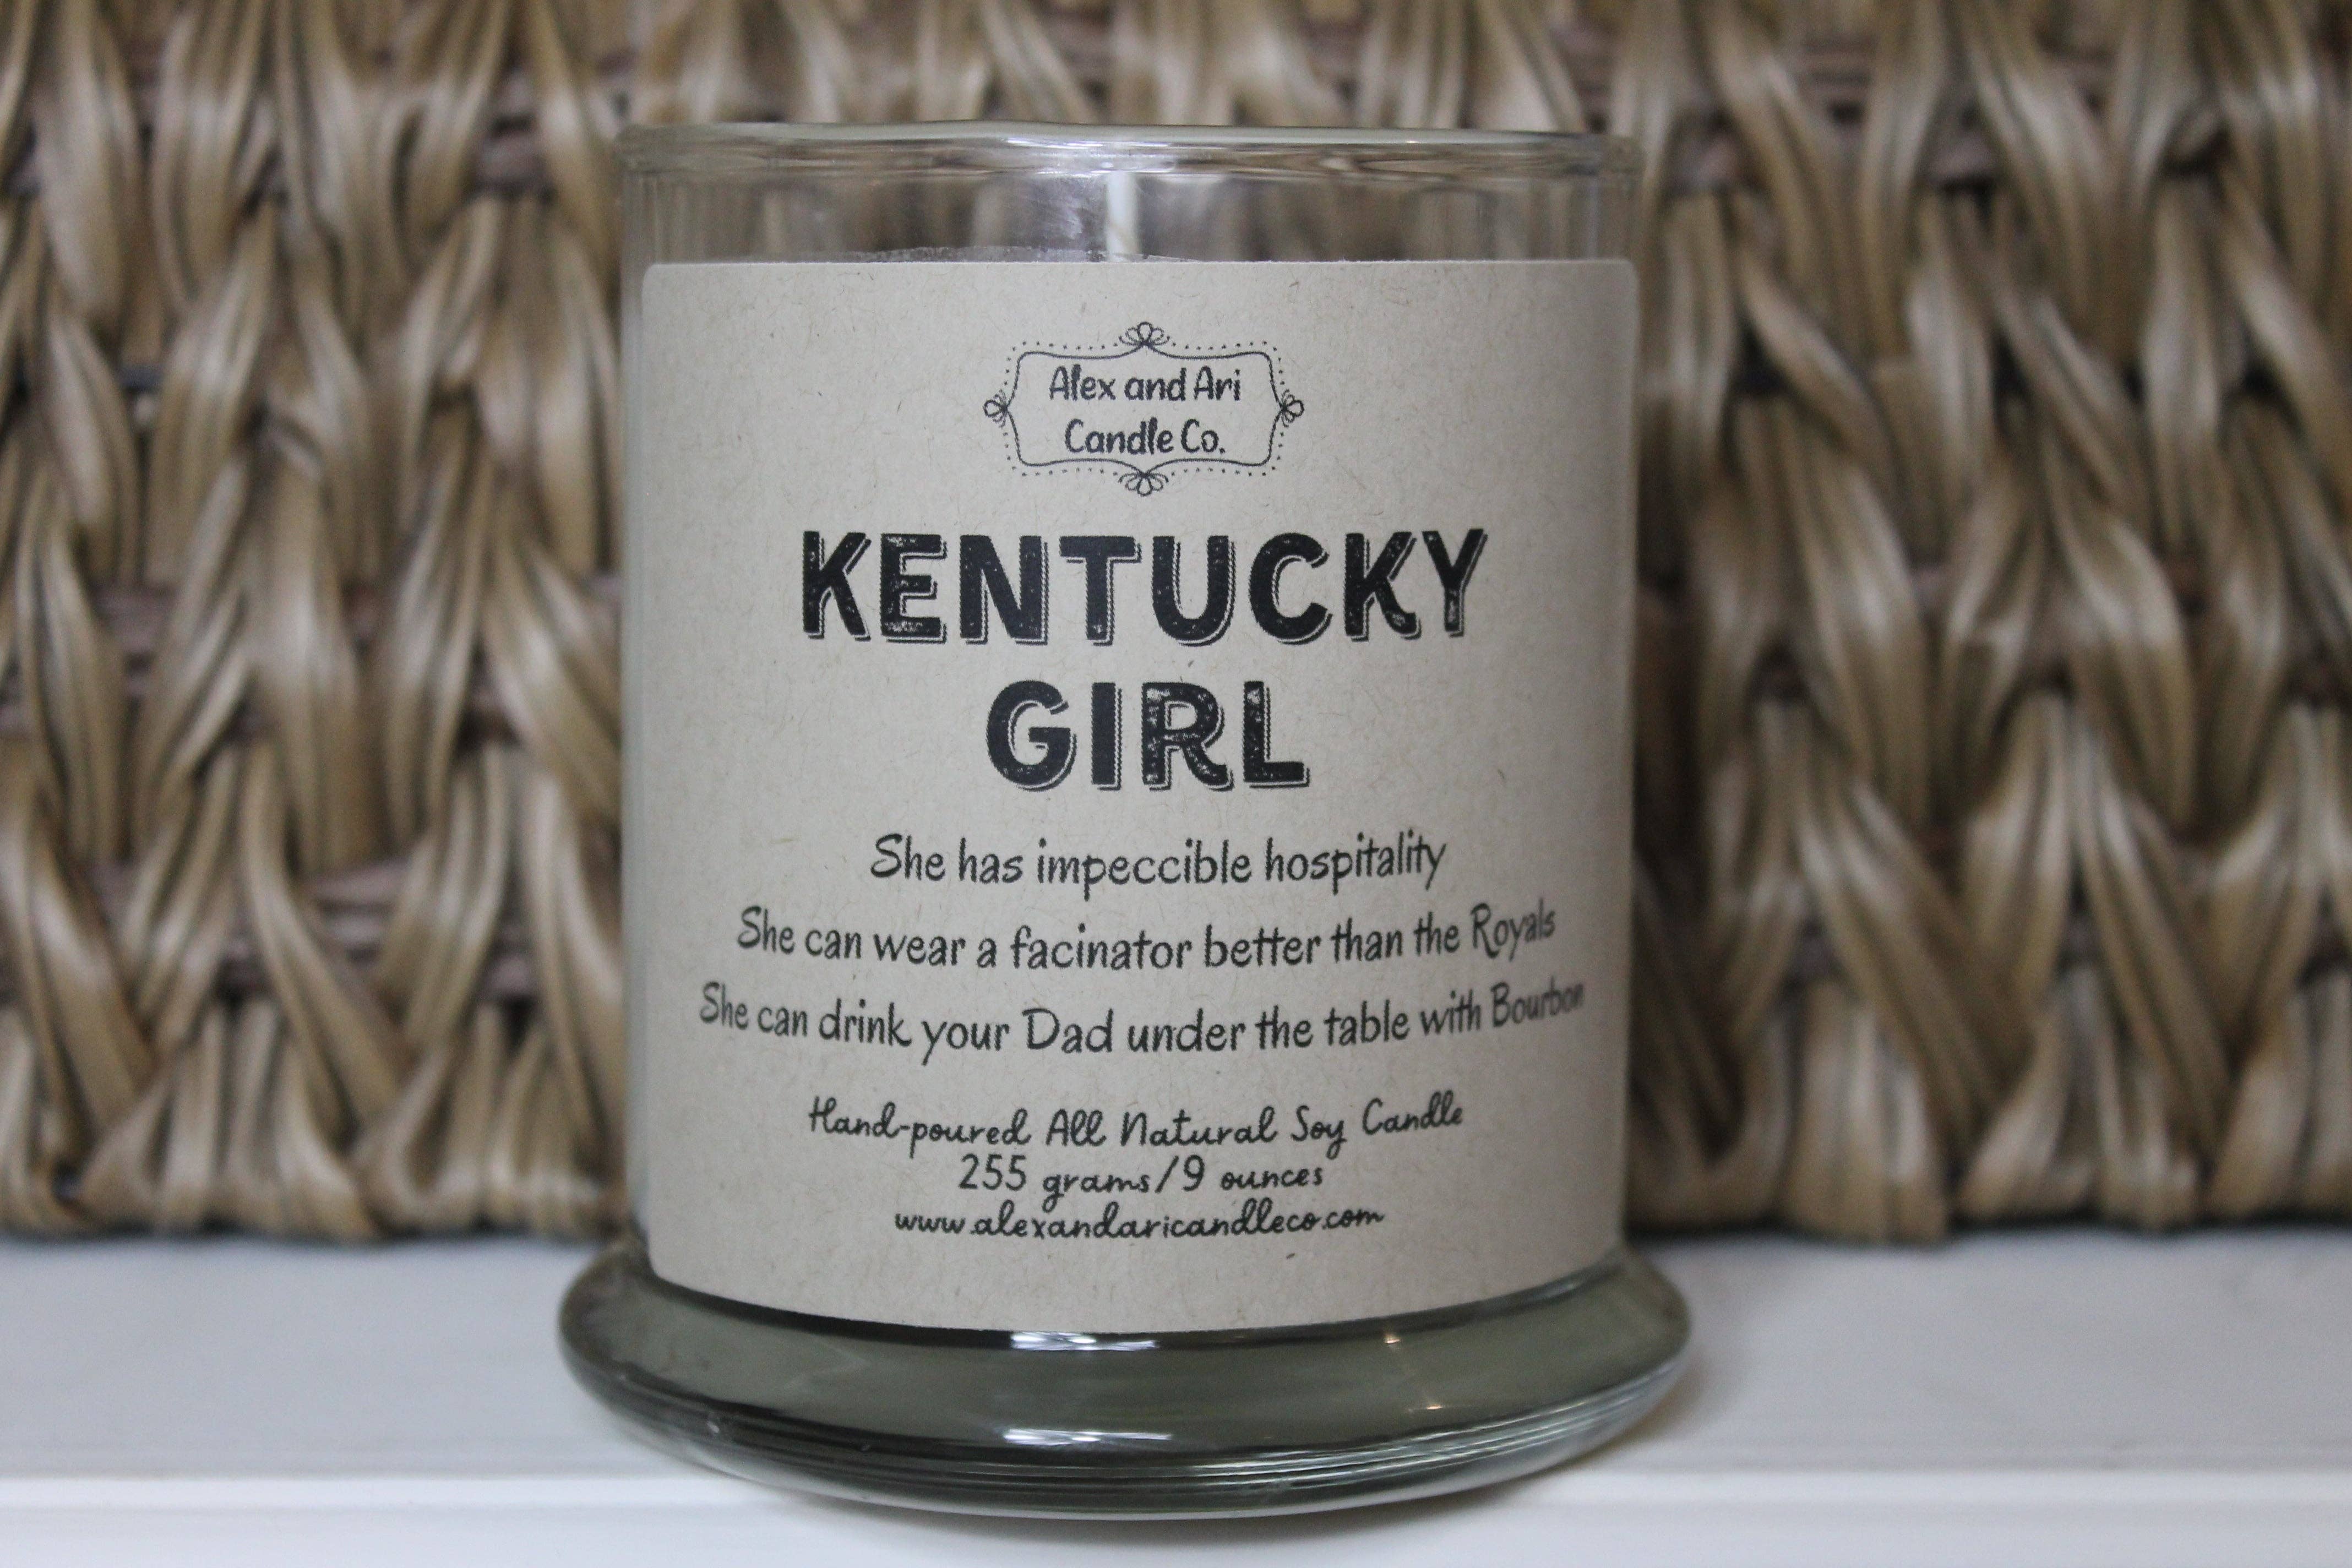 Alex and Ari
Candle Co.
KENTUCKY
GIRL
She has impeccible hospitality
She can wear a facinator better than the Royals
She can drink your Dad under the table with Bourbon
Hand-poured All Natural Soy Candle
255 grams/9 ounces
www.alexandaricandleco.com